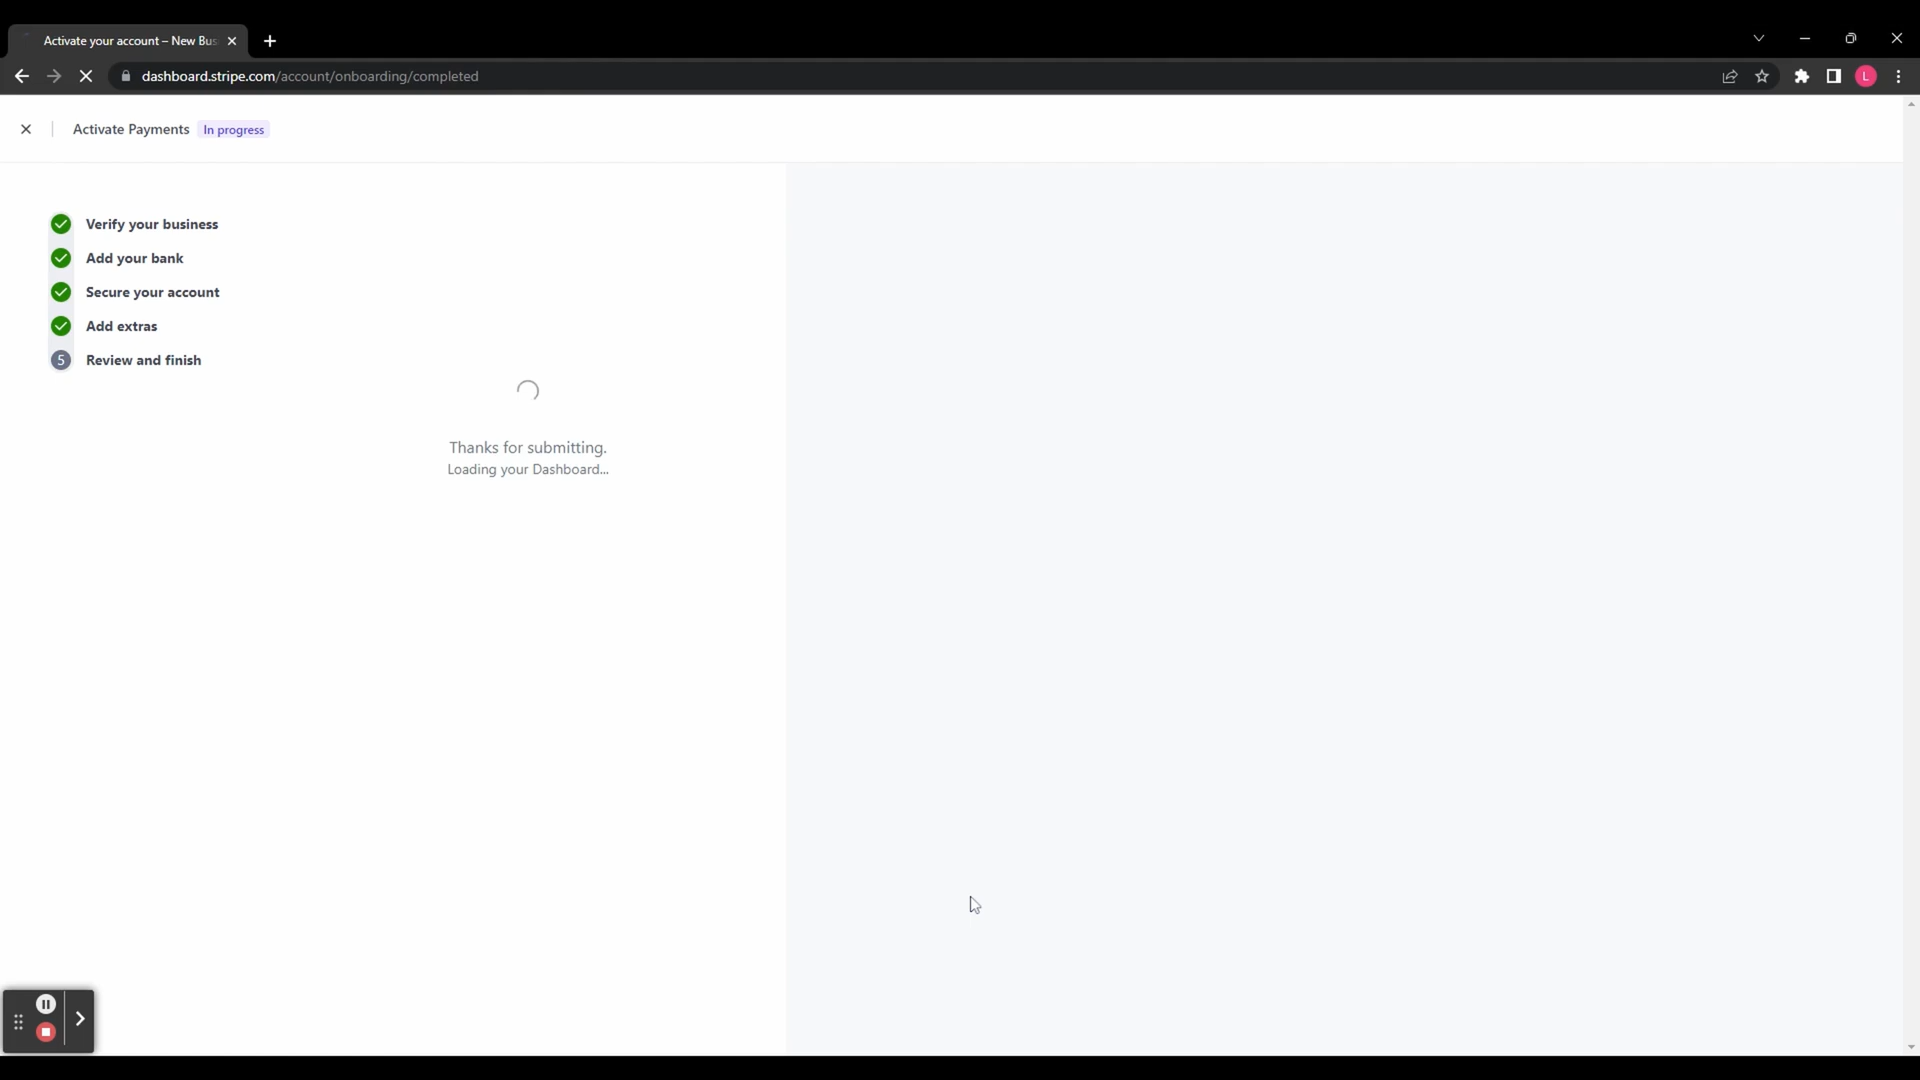 Activate your account – New Bus
dashboard.stripe.com/account/onboarding/completed
L
Activate Payments In progress
Verify your business
Add your bank
Secure your account
Add extras
5 Review and finish
Thanks for submitting.
Loading your Dashboard...